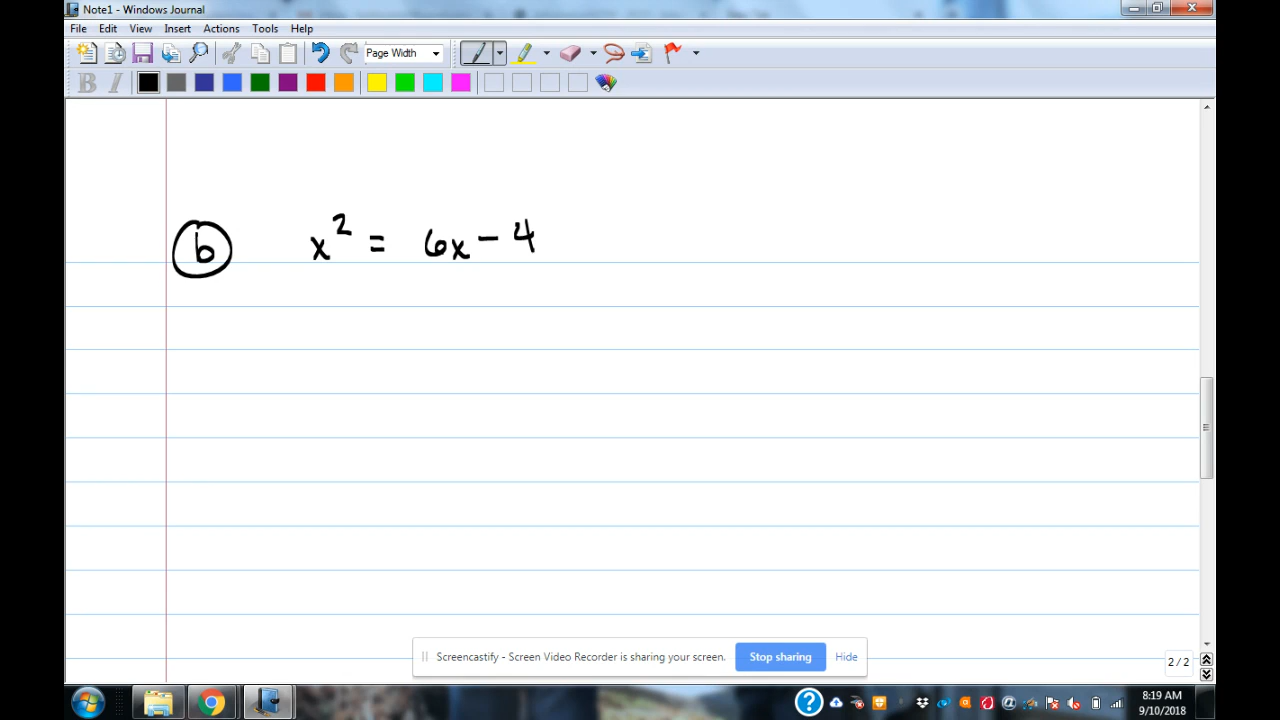 Note1 - Windows Journal
File Edit View Insert Actions Tools Help
Page Width
B I
b x² = 6x - 4
Screencastify - Screen Video Recorder is sharing your screen. Stop sharing Hide
2 / 2
8:19 AM
9/10/2018